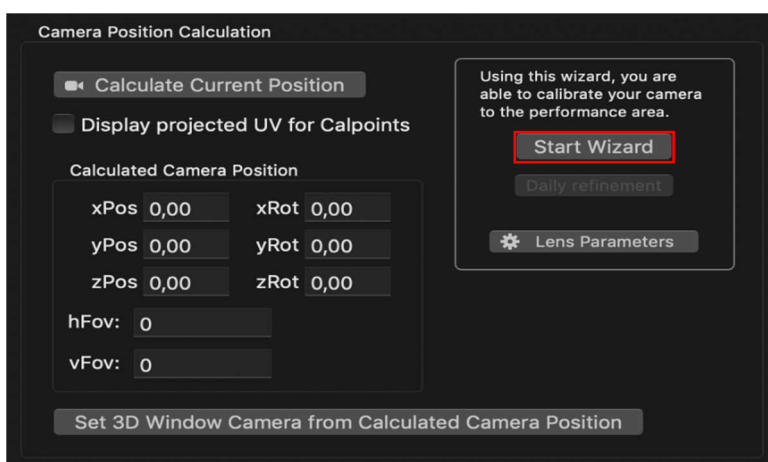 Camera Position Calculation
Calculate Current Position
Display projected UV for Calpoints
Calculated Camera Position
xPos 0,00 xRot 0,00
yPos 0,00 yRot 0,00
zPos 0,00 zRot 0,00
hFov: 0
vFov: 0
Set 3D Window Camera from Calculated Camera Position
Using this wizard, you are
able to calibrate your camera
to the performance area.
Start Wizard
Daily refinement
Lens Parameters